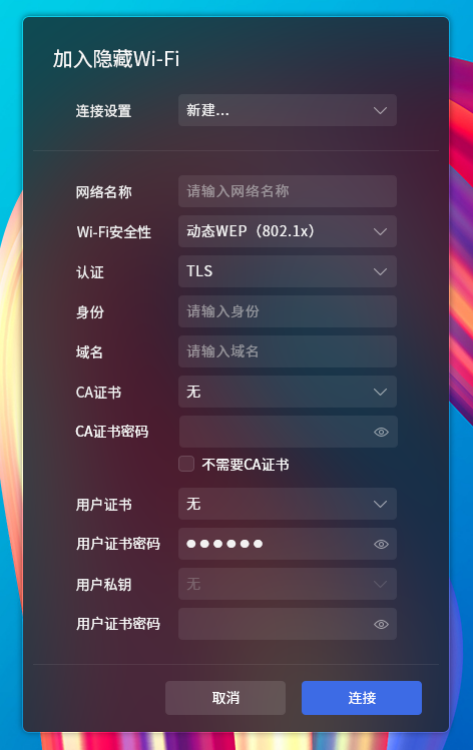 加入隐藏Wi-Fi
连接设置 新建...
网络名称 请输入网络名称
Wi-Fi安全性 动态WEP（802.1x）
认证 TLS
身份 请输入身份
域名 请输入域名
CA证书 无
CA证书密码
不需要CA证书
用户证书 无
用户证书密码 ●●●●●●
用户私钥 无
用户证书密码
取消 连接